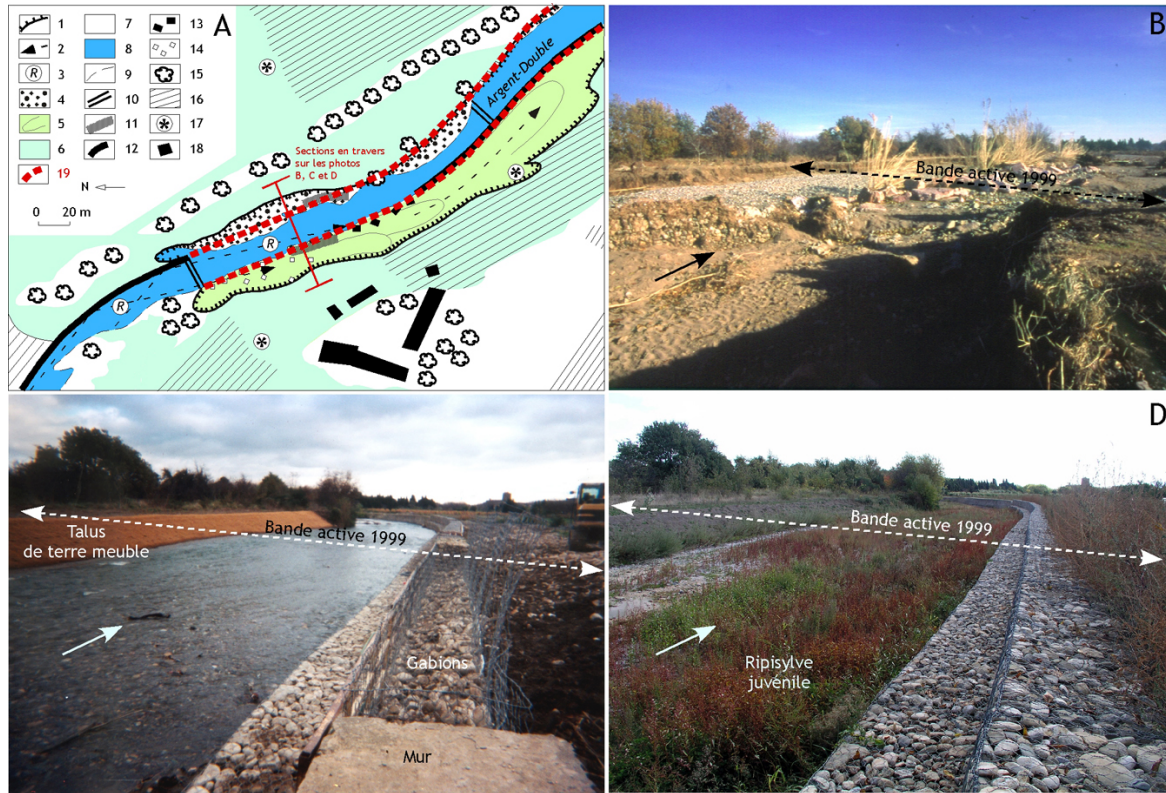 A
1
7
13
2
8
14
R
3
9
15
4
10
16
5
11
17
6
12
18
19
N
0 20 m
Argent-Double
Sections en travers
sur les photos
B, C et D
R
R
B
Bande active 1999
Talus
de terre meuble
Bande active 1999
Gabions
Mur
D
Bande active 1999
Ripisylve
juvénile